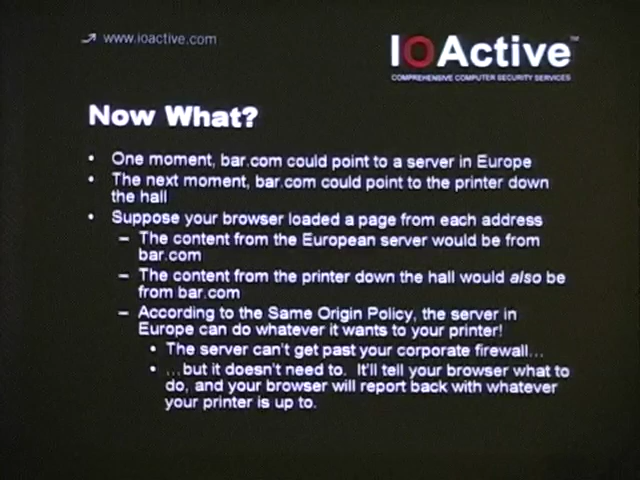 www.ioactive.com
IOActive™
COMPREHENSIVE COMPUTER SECURITY SERVICES
Now What?
• One moment, bar.com could point to a server in Europe
• The next moment, bar.com could point to the printer down
the hall
• Suppose your browser loaded a page from each address
– The content from the European server would be from
bar.com
– The content from the printer down the hall would also be
from bar.com
– According to the Same Origin Policy, the server in
Europe can do whatever it wants to your printer!
• The server can't get past your corporate firewall…
• …but it doesn't need to. It'll tell your browser what to
do, and your browser will report back with whatever
your printer is up to.